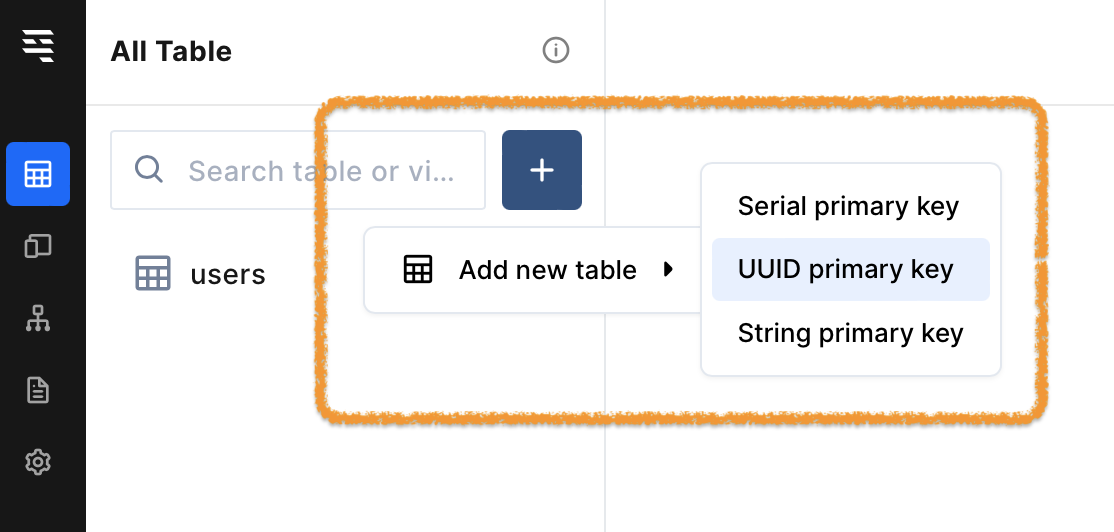 All Table
Search table or vi...
users
Add new table
Serial primary key
UUID primary key
String primary key